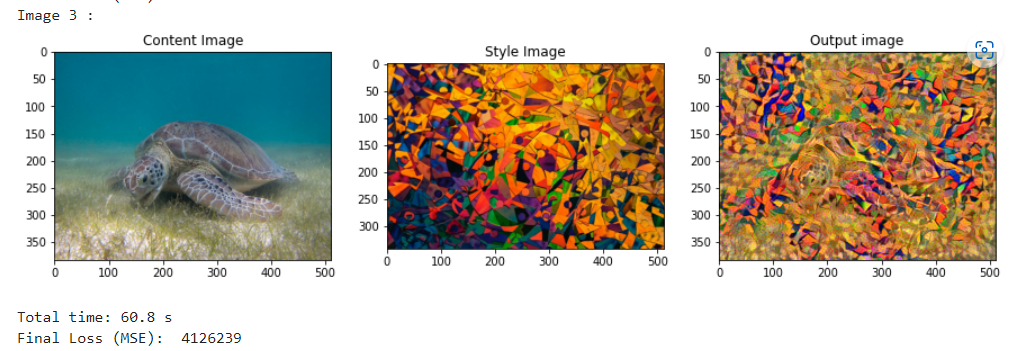 Image 3 :
Content Image
Style Image
Output image
0
50
100
150
200
250
300
350
0 100 200 300 400 500
0
50
100
150
200
250
300
0 100 200 300 400 500
0
50
100
150
200
250
300
350
0 100 200 300 400 500
Total time: 60.8 s
Final Loss (MSE):  4126239